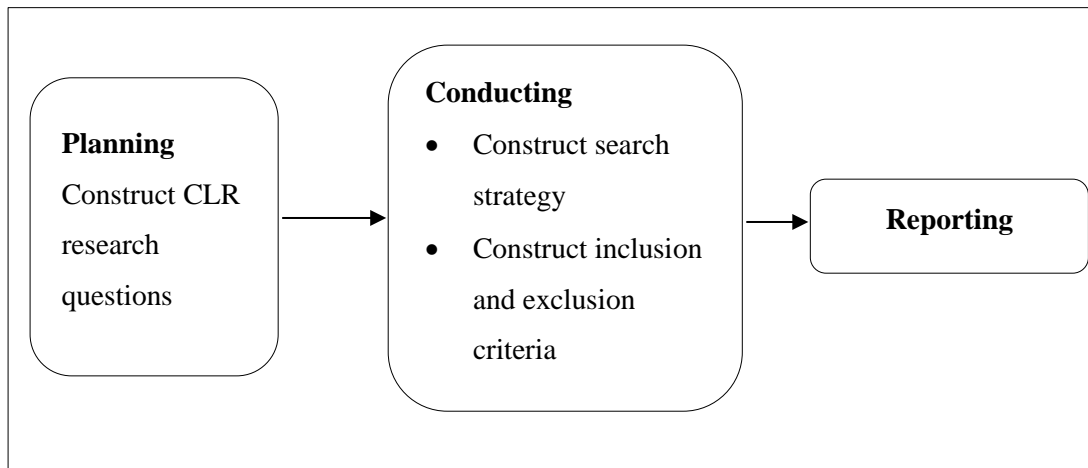 Planning
Construct CLR
research
questions
Conducting
• Construct search
strategy
• Construct inclusion
and exclusion
criteria
Reporting